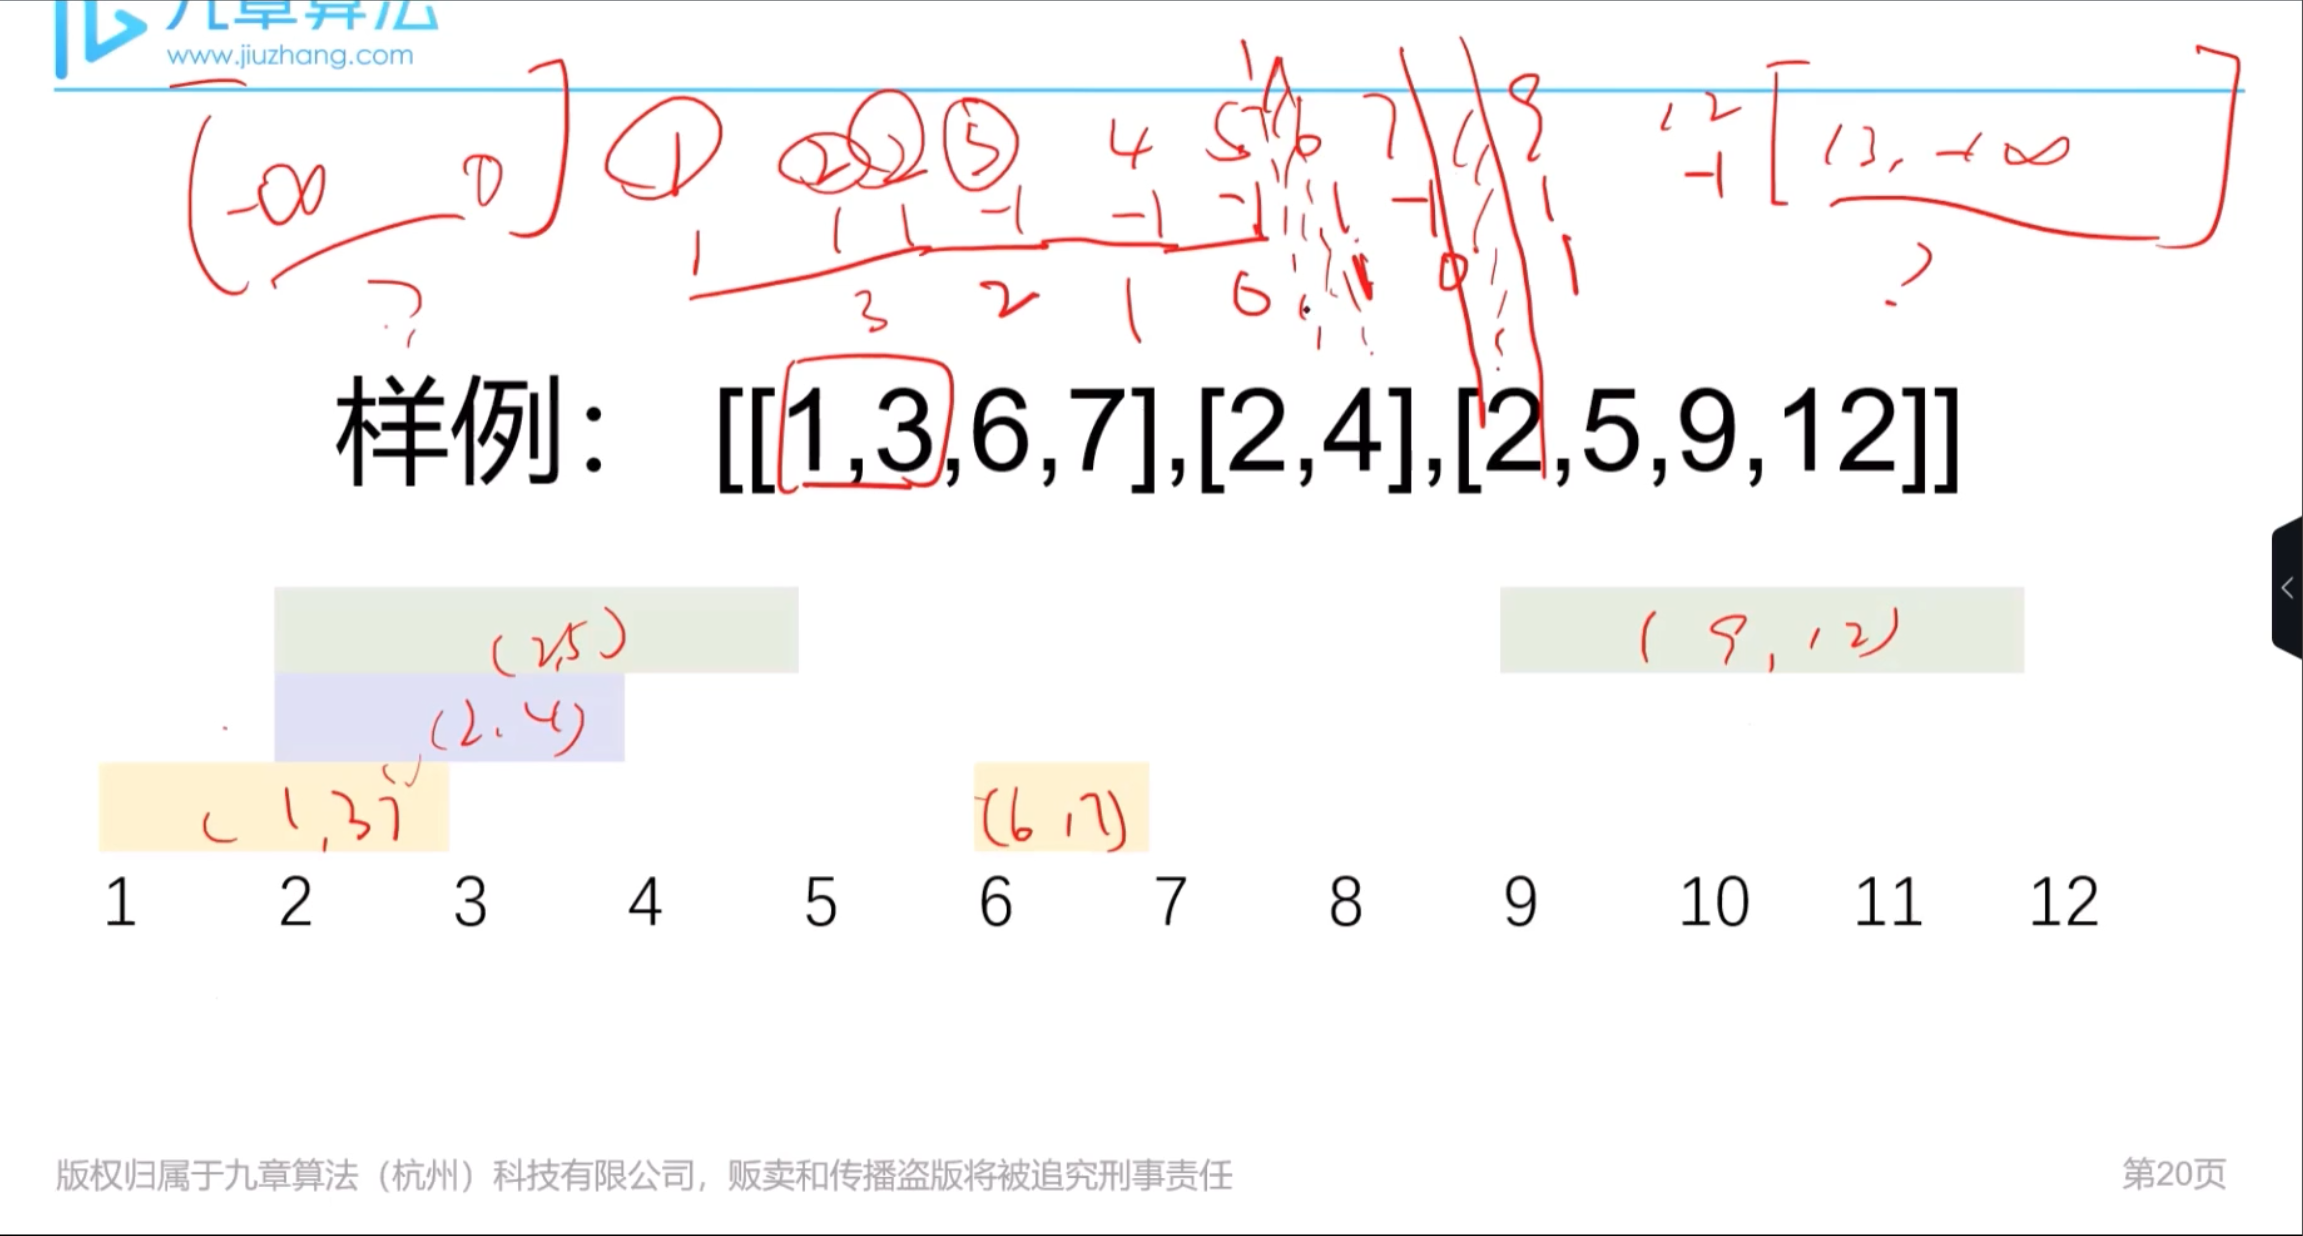 九章算法
www.jiuzhang.com
(-∞ 0] 1 2 2 5 4 5 6 7 9 12 [13, +∞]
1 1 1 -1 -1 -1 1 -1 1 -1
? 3 2 1 0 1 0 1 ?
样例： [[1,3,6,7],[2,4],[2,5,9,12]]
(2,5) (9,12)
(2,4)
(1,3) (6,7)
1 2 3 4 5 6 7 8 9 10 11 12
版权归属于九章算法（杭州）科技有限公司，贩卖和传播盗版将被追究刑事责任
第20页